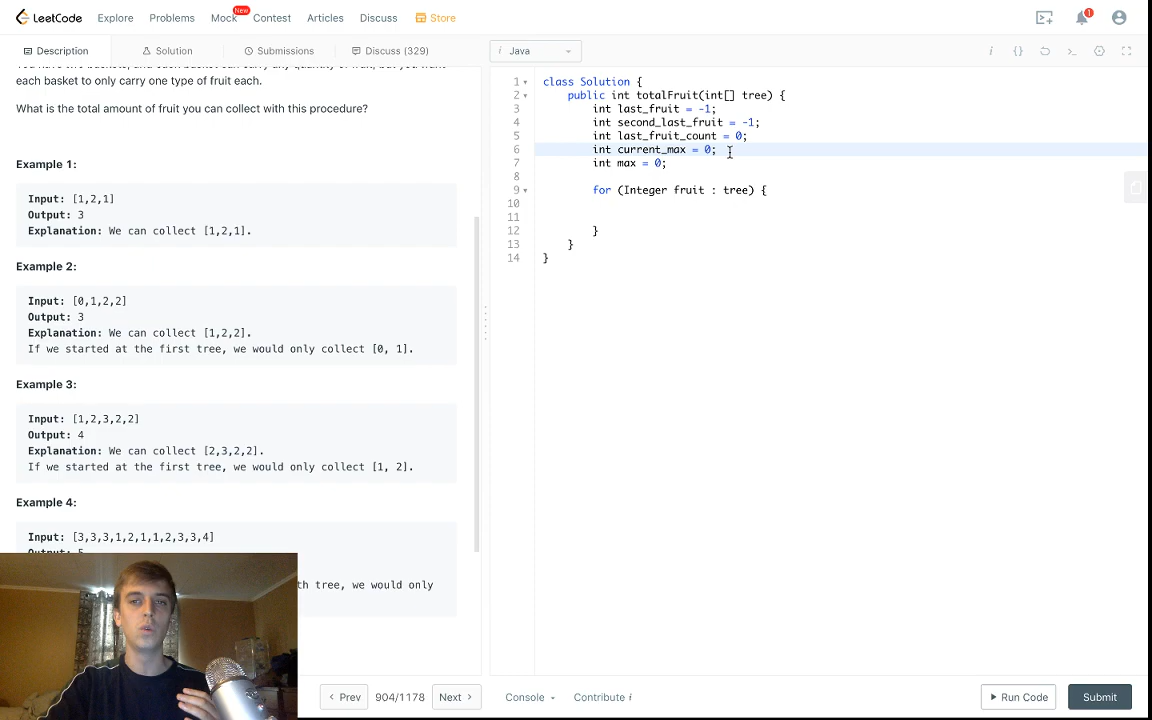 LeetCode Explore Problems Mock New Contest Articles Discuss Store 1
Description Solution Submissions Discuss (329)
each basket to only carry one type of fruit each.
What is the total amount of fruit you can collect with this procedure?
Example 1:
Input: [1,2,1]
Output: 3
Explanation: We can collect [1,2,1].
Example 2:
Input: [0,1,2,2]
Output: 3
Explanation: We can collect [1,2,2].
If we started at the first tree, we would only collect [0, 1].
Example 3:
Input: [1,2,3,2,2]
Output: 4
Explanation: We can collect [2,3,2,2].
If we started at the first tree, we would only collect [1, 2].
Example 4:
Input: [3,3,3,1,2,1,1,2,3,3,4]
Output: 5
th tree, we would only
Prev 904/1178 Next
i Java
1 class Solution {
2 public int totalFruit(int[] tree) {
3 int last_fruit = -1;
4 int second_last_fruit = -1;
5 int last_fruit_count = 0;
6 int current_max = 0;
7 int max = 0;
8
9 for (Integer fruit : tree) {
10
11
12 }
13 }
14 }
Console Contribute i Run Code Submit